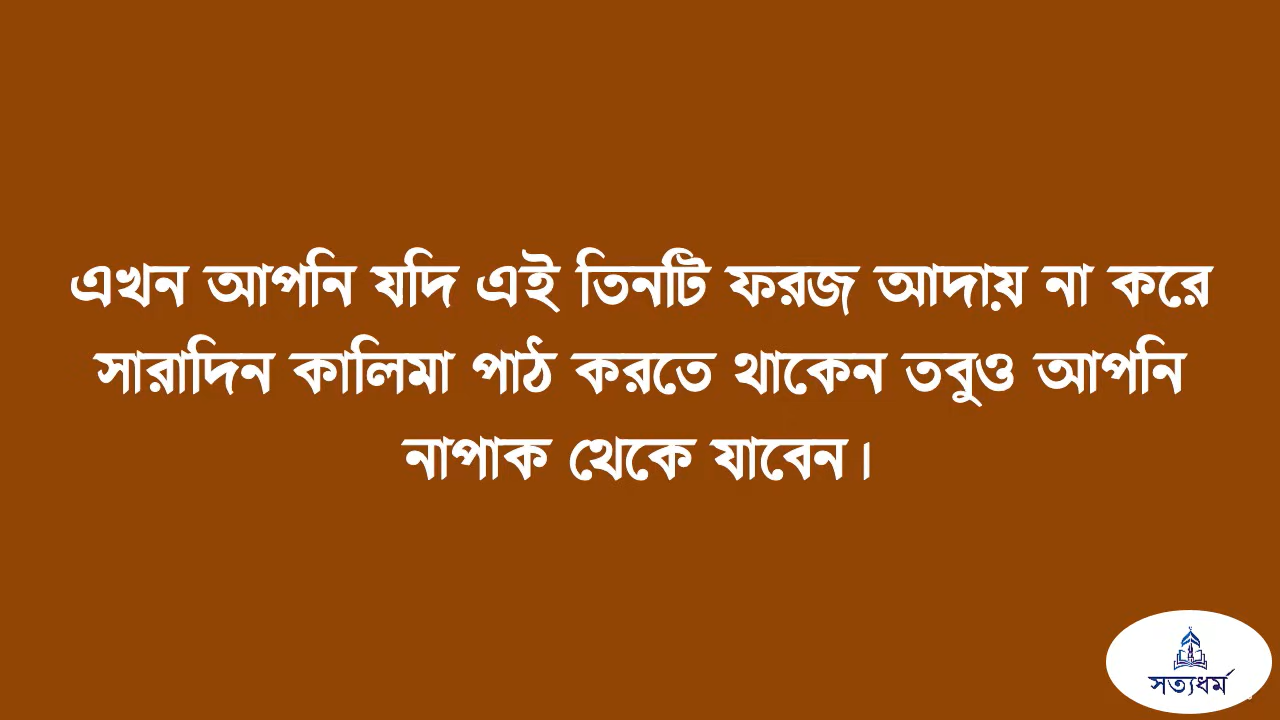 এখন আপনি যদি এই তিনটি ফরজ আদায় না করে
সারাদিন কালিমা পাঠ করতে থাকেন তবুও আপনি
নাপাক থেকে যাবেন।
সত্যধর্ম